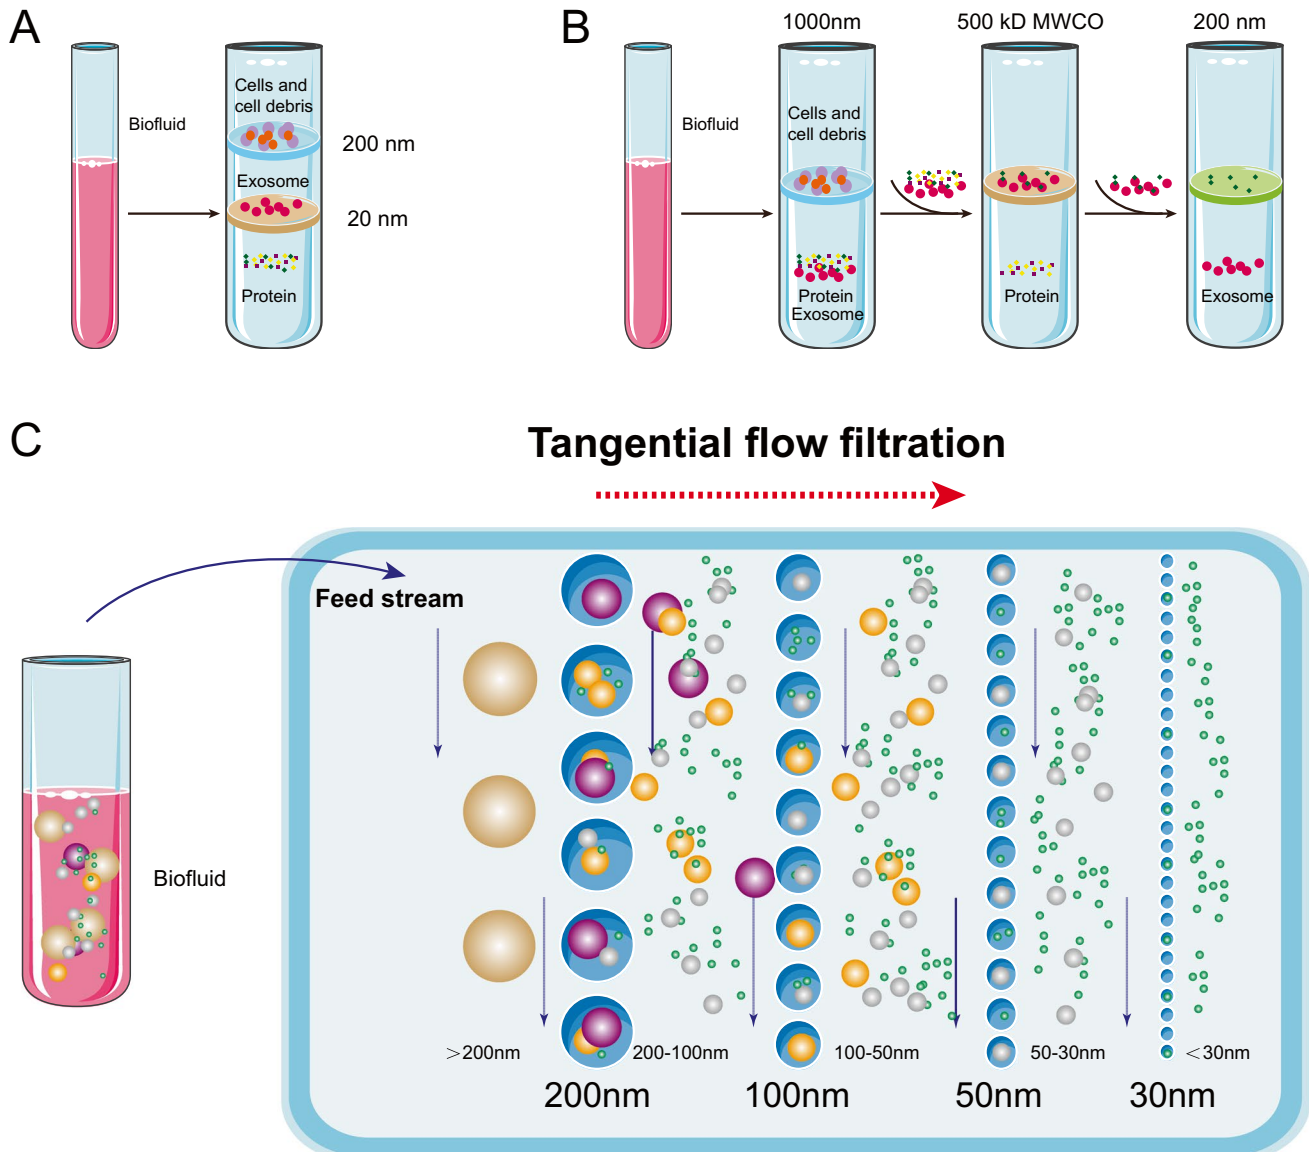 A
Biofluid
Cells and
cell debris
200 nm
Exosome
20 nm
Protein
B
1000nm
500 kD MWCO
200 nm
Biofluid
Cells and
cell debris
Protein
Exosome
Protein
Exosome
C
Tangential flow filtration
Feed stream
Biofluid
>200nm
200-100nm
100-50nm
50-30nm
<30nm
200nm
100nm
50nm
30nm